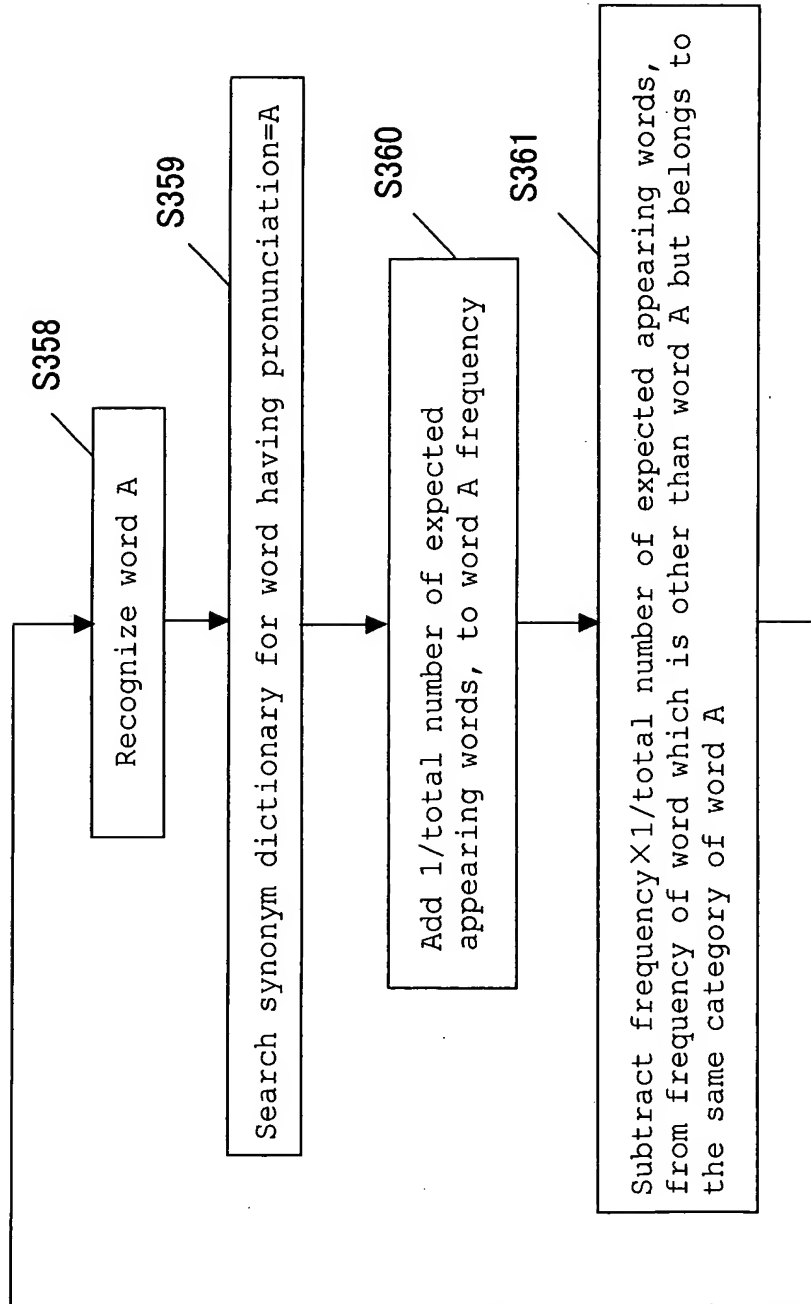 S358
Recognize word A
S359
Search synonym dictionary for word having pronunciation=A
S360
Add 1/total number of expected
appearing words, to word A frequency
S361
Subtract frequency×1/total number of expected appearing words,
from frequency of word which is other than word A but belongs to
the same category of word A